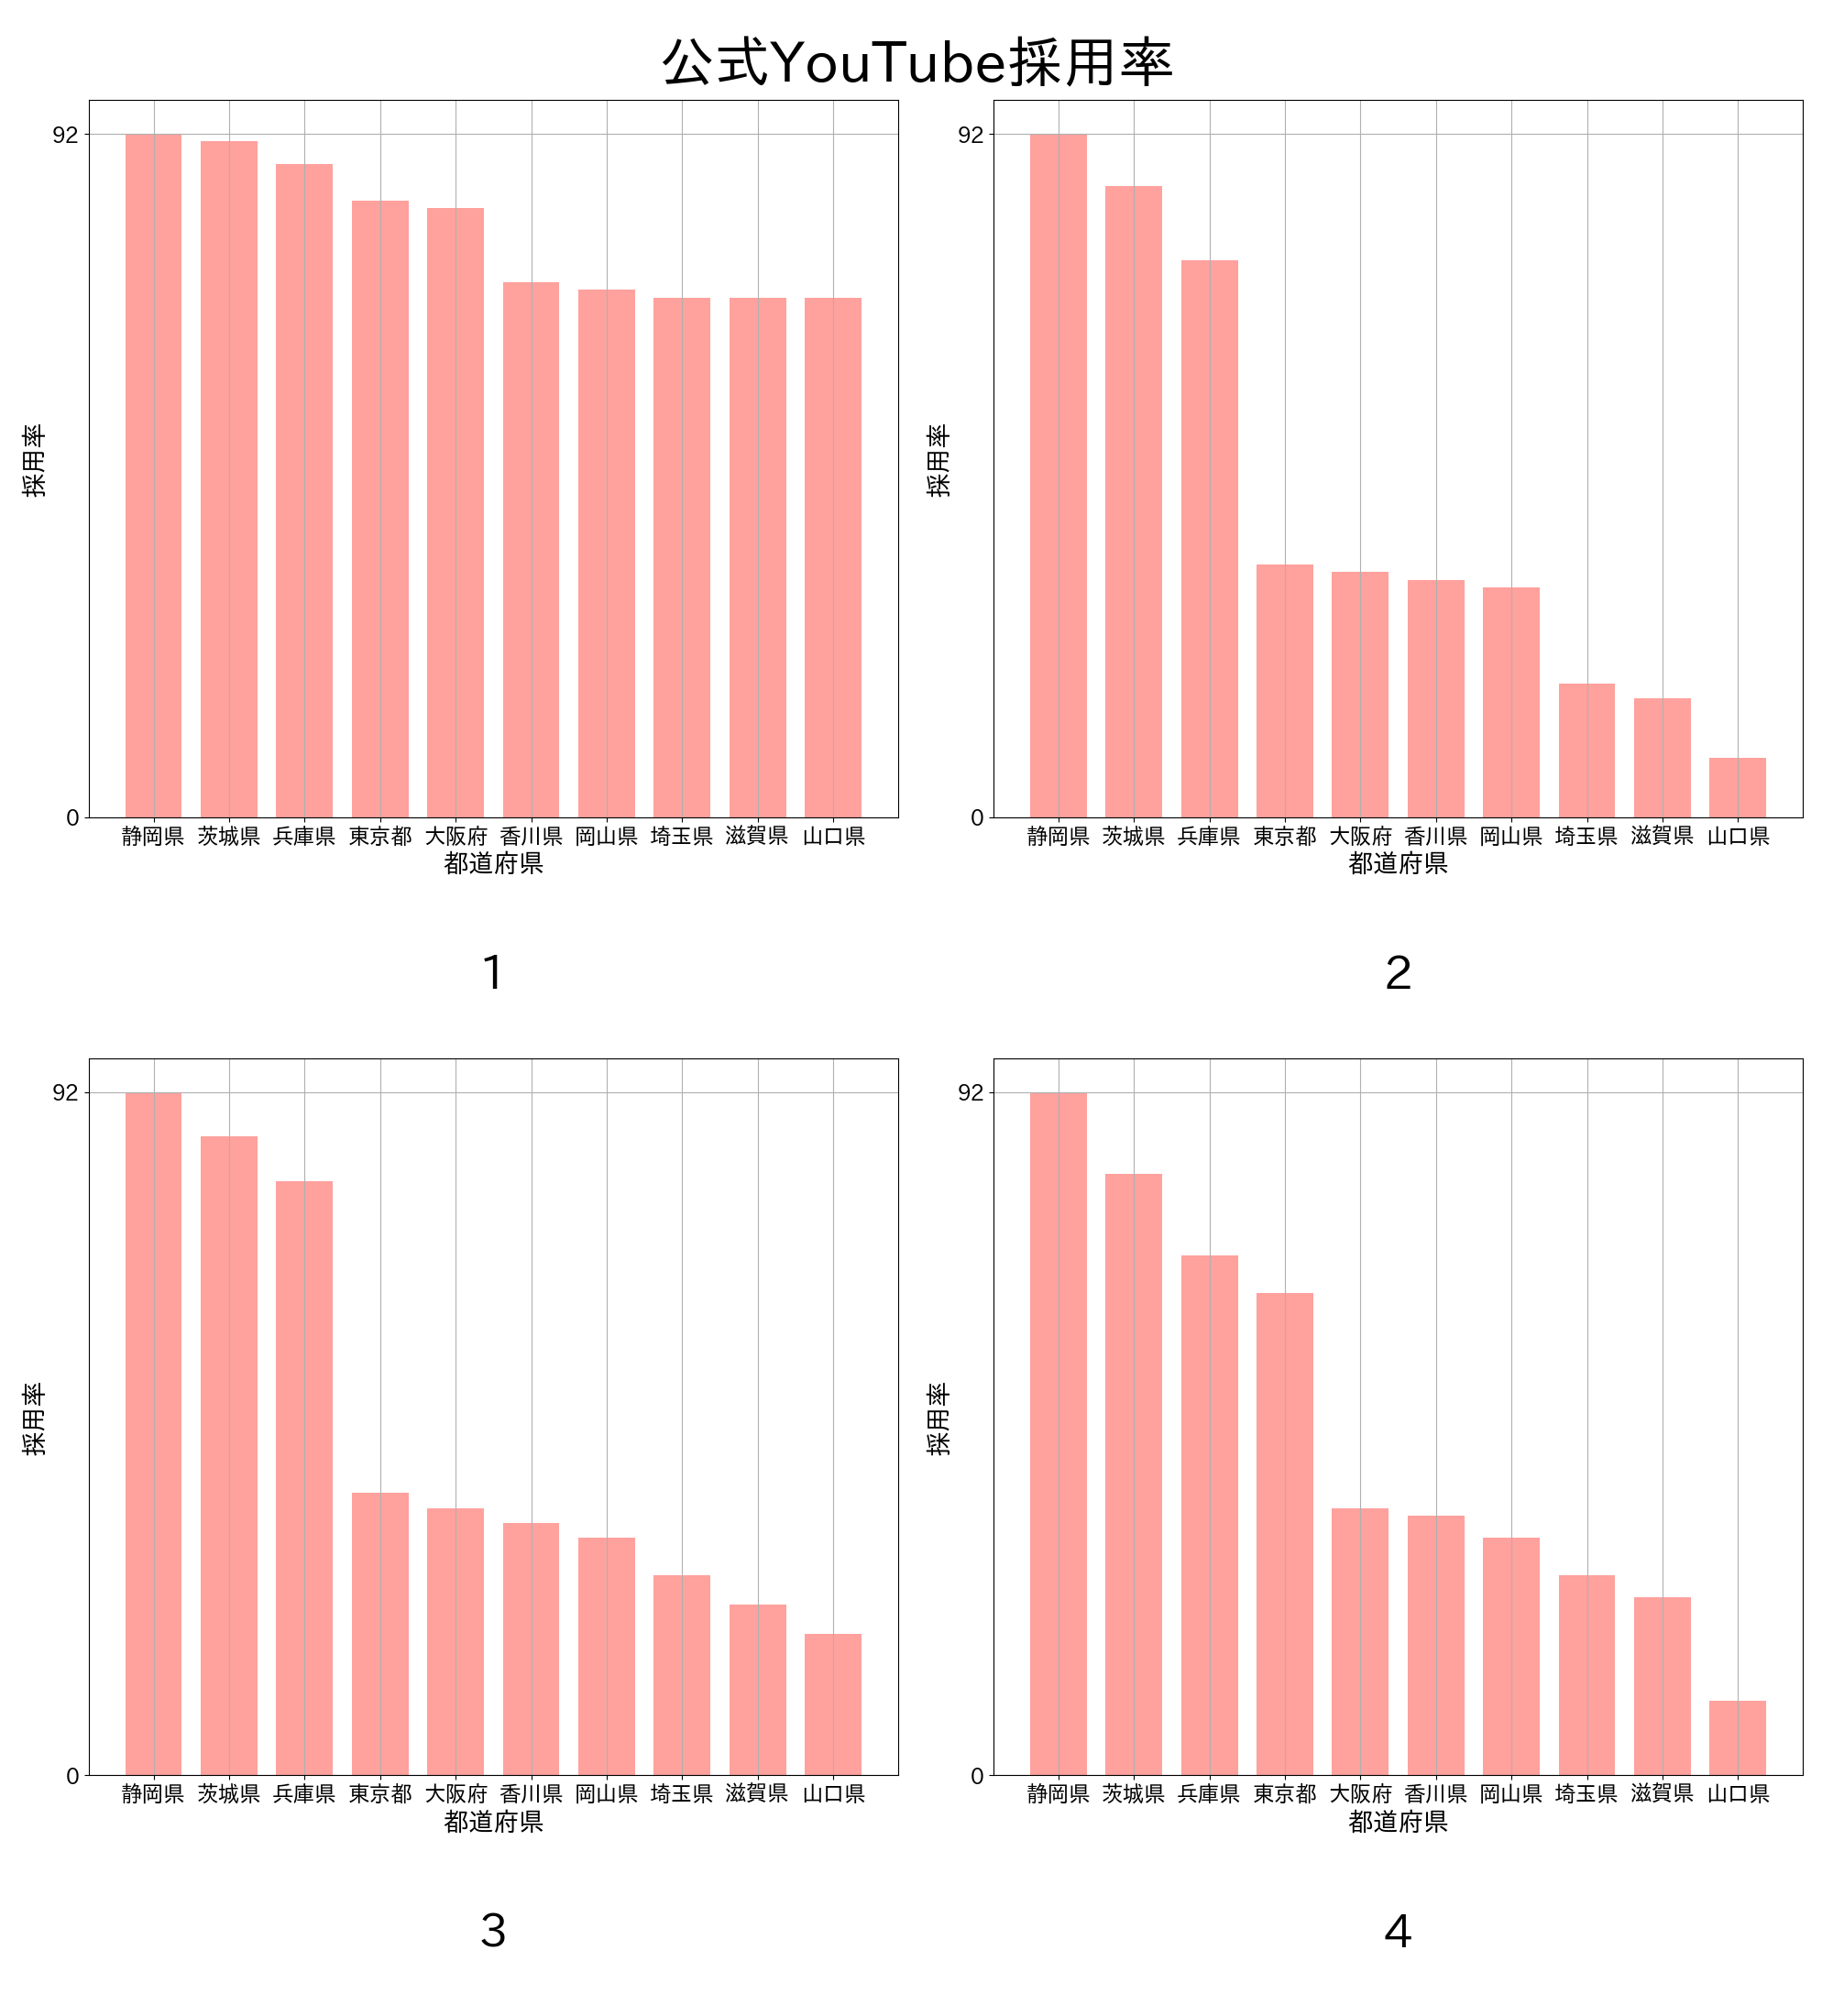 公式YouTube採用率
92
0
採用率
静岡県 茨城県 兵庫県 東京都 大阪府 香川県 岡山県 埼玉県 滋賀県 山口県
都道府県
1
92
0
採用率
静岡県 茨城県 兵庫県 東京都 大阪府 香川県 岡山県 埼玉県 滋賀県 山口県
都道府県
2
92
0
採用率
静岡県 茨城県 兵庫県 東京都 大阪府 香川県 岡山県 埼玉県 滋賀県 山口県
都道府県
3
92
0
採用率
静岡県 茨城県 兵庫県 東京都 大阪府 香川県 岡山県 埼玉県 滋賀県 山口県
都道府県
4